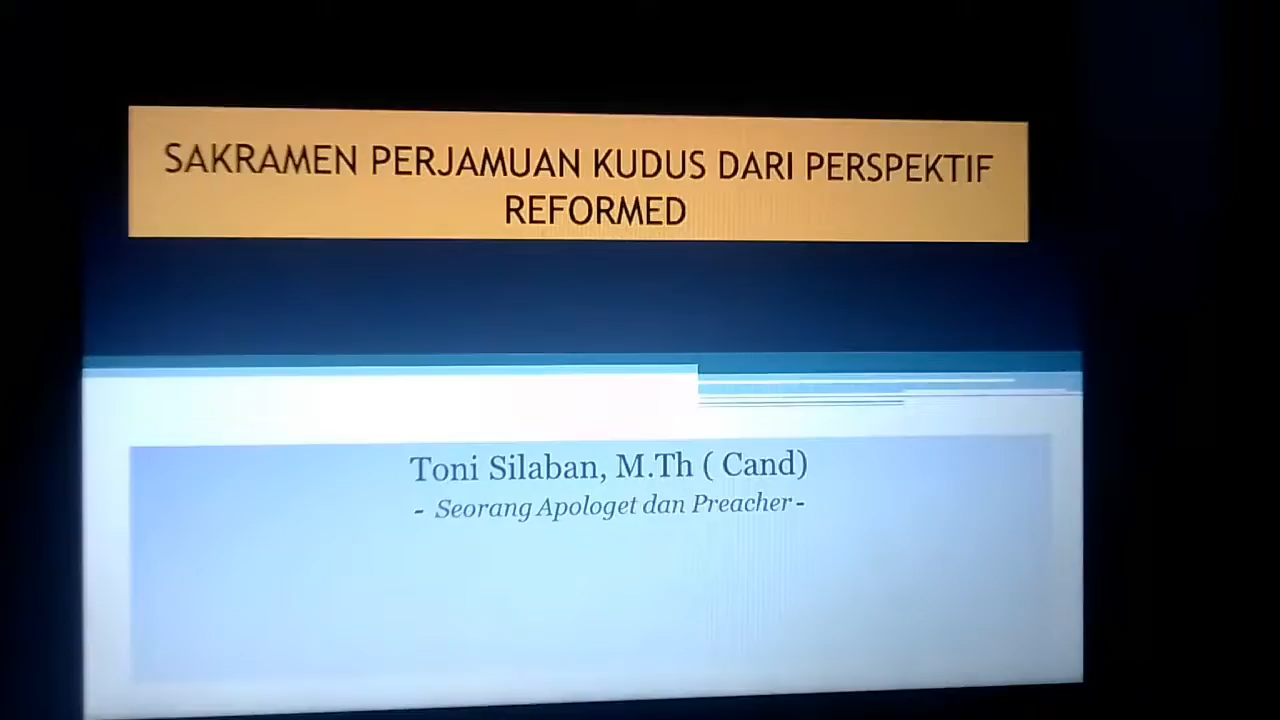 SAKRAMEN PERJAMUAN KUDUS DARI PERSPEKTIF
REFORMED
Toni Silaban, M.Th ( Cand)
- Seorang Apologet dan Preacher -